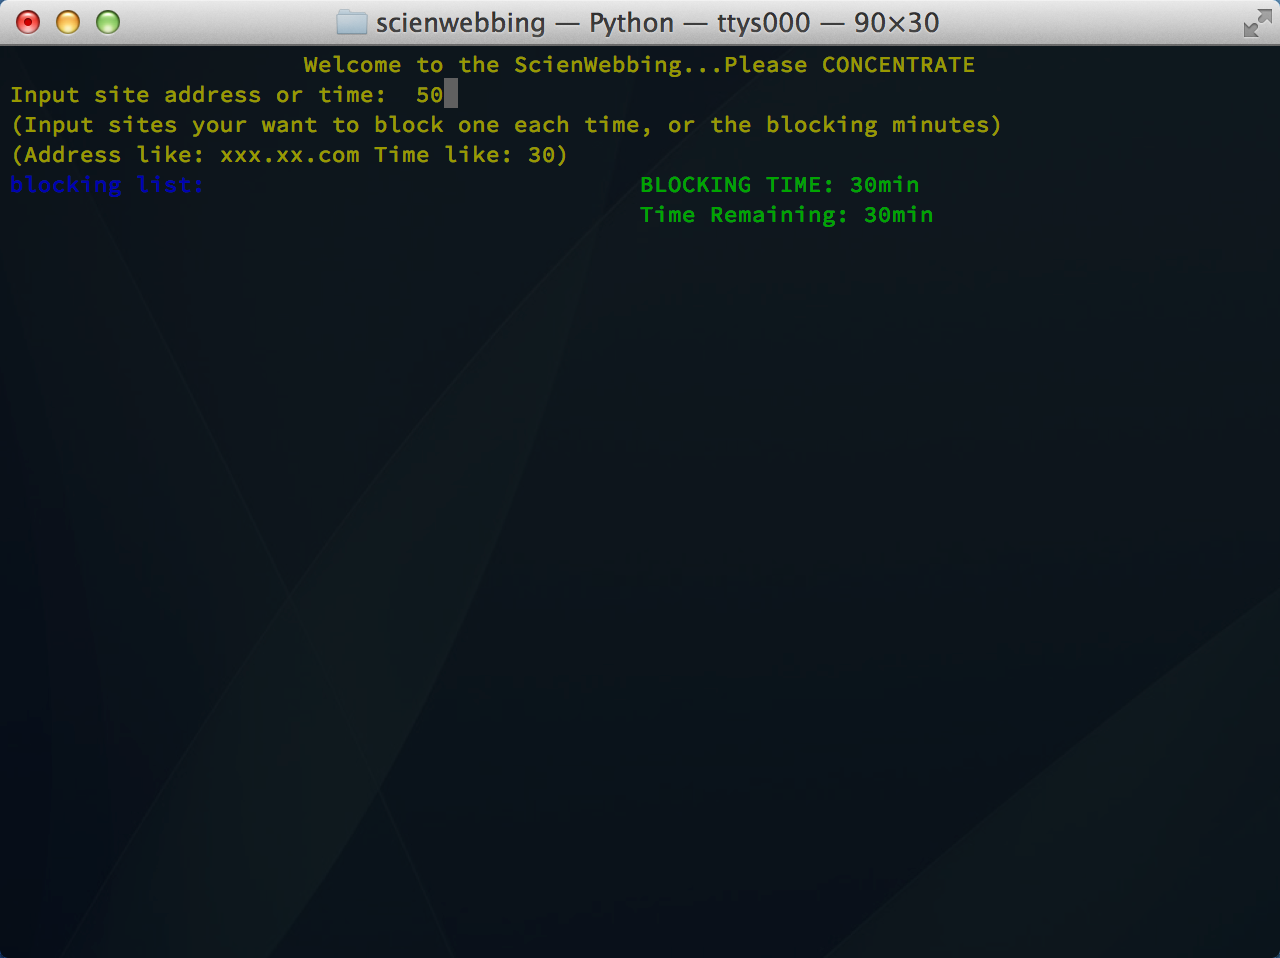 scienwebbing — Python — ttys000 — 90×30
Welcome to the ScienWebbing...Please CONCENTRATE
Input site address or time:  50
(Input sites your want to block one each time, or the blocking minutes)
(Address like: xxx.xx.com Time like: 30)
blocking list: BLOCKING TIME: 30min
Time Remaining: 30min